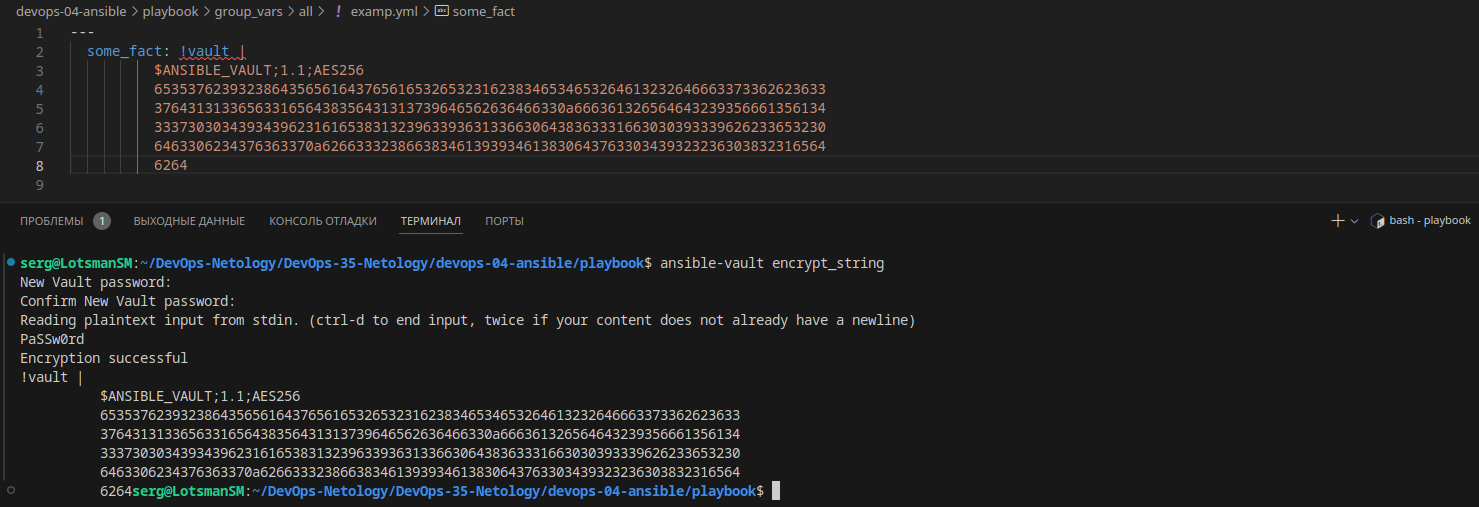 devops-04-ansible > playbook > group_vars > all > ! examp.yml > some_fact
1 ---
2 some_fact: !vault |
3 $ANSIBLE_VAULT;1.1;AES256
4 65353762393238643565616437656165326532316238346534653264613232646663373362623633
5 3764313133656331656438356431313739646562636466330a666361326564643239356661356134
6 33373030343934396231616538313239633936313366306438363331663030393339626233653230
7 6463306234376363370a626633323866383461393934613830643763303439323236303832316564
8 6264
9
ПРОБЛЕМЫ 1 ВЫХОДНЫЕ ДАННЫЕ КОНСОЛЬ ОТЛАДКИ ТЕРМИНАЛ ПОРТЫ bash - playbook
serg@LotsmanSM:~/DevOps-Netology/DevOps-35-Netology/devops-04-ansible/playbook$ ansible-vault encrypt_string
New Vault password:
Confirm New Vault password:
Reading plaintext input from stdin. (ctrl-d to end input, twice if your content does not already have a newline)
PaSSw0rd
Encryption successful
!vault |
$ANSIBLE_VAULT;1.1;AES256
65353762393238643565616437656165326532316238346534653264613232646663373362623633
3764313133656331656438356431313739646562636466330a666361326564643239356661356134
33373030343934396231616538313239633936313366306438363331663030393339626233653230
6463306234376363370a626633323866383461393934613830643763303439323236303832316564
6264serg@LotsmanSM:~/DevOps-Netology/DevOps-35-Netology/devops-04-ansible/playbook$